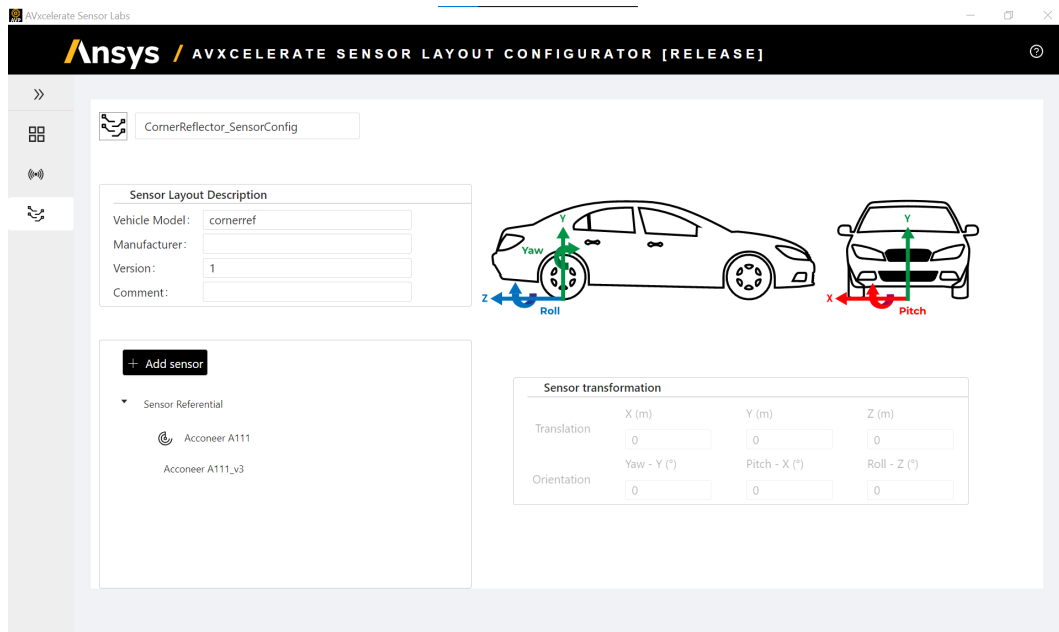 AVxcelerate Sensor Labs
Ansys / AVXCELERATE SENSOR LAYOUT CONFIGURATOR [RELEASE]
CornerReflector_SensorConfig
Sensor Layout Description
Vehicle Model: cornerref
Manufacturer:
Version: 1
Comment:
Y
Yaw
Z
Roll
Y
X
Pitch
+ Add sensor
Sensor Referential
Acconeer A111
Acconeer A111_v3
Sensor transformation
X (m) Y (m) Z (m)
Translation 0 0 0
Yaw - Y (°) Pitch - X (°) Roll - Z (°)
Orientation 0 0 0